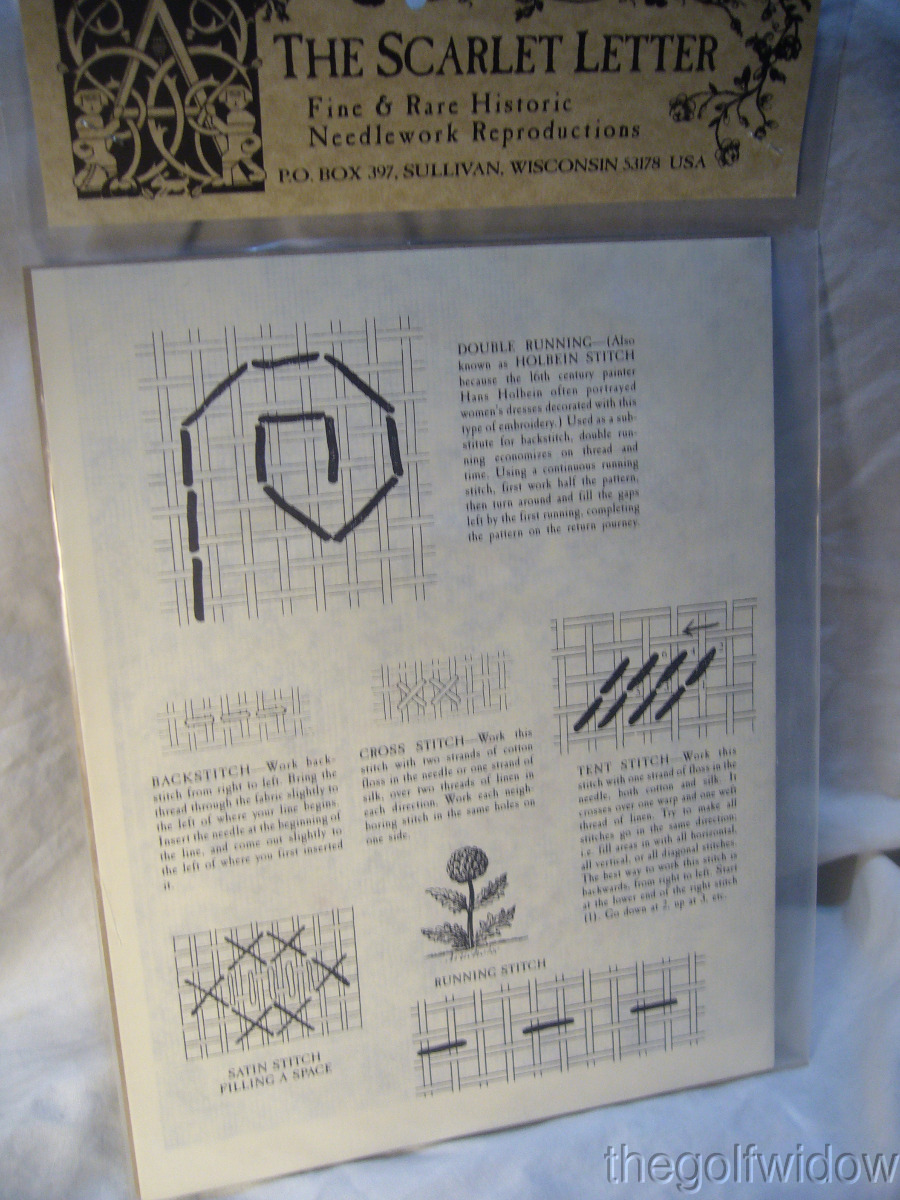 THE SCARLET LETTER
Fine & Rare Historic
Needlework Reproductions
P.O. BOX 397, SULLIVAN, WISCONSIN 53178 USA
DOUBLE RUNNING—(Also
known as HOLBEIN STITCH
because the 16th century painter
Hans Holbein often portrayed
women's dresses decorated with this
type of embroidery.) Used as a sub-
stitute for backstitch, double run-
ning economizes on thread and
time. Using a continuous running
stitch, first work half the pattern,
then turn around and fill the gaps
left by the first running, completing
the pattern on the return journey.
BACKSTITCH—Work back-
stitch from right to left. Bring the
thread through the fabric slightly to
the left of where your line begins.
Insert the needle at the beginning of
the line, and come out slightly to
the left of where you first inserted
it.
CROSS STITCH—Work this
stitch with two strands of cotton
floss in the needle or one strand of
silk, over two threads of linen in
each direction. Work each neigh-
boring stitch in the same holes on
one side.
TENT STITCH—Work this
stitch with one strand of floss in the
needle, both cotton and silk. It
crosses over one warp and one weft
thread of linen. Try to make all
stitches go in the same direction;
i.e. fill areas in with all horizontal,
all vertical, or all diagonal stitches.
The best way to work this stitch is
backwards, from right to left. Start
at the lower end of the right stitch
(1). Go down at 2, up at 3, etc.
RUNNING STITCH
SATIN STITCH
FILLING A SPACE
thegolfwidow